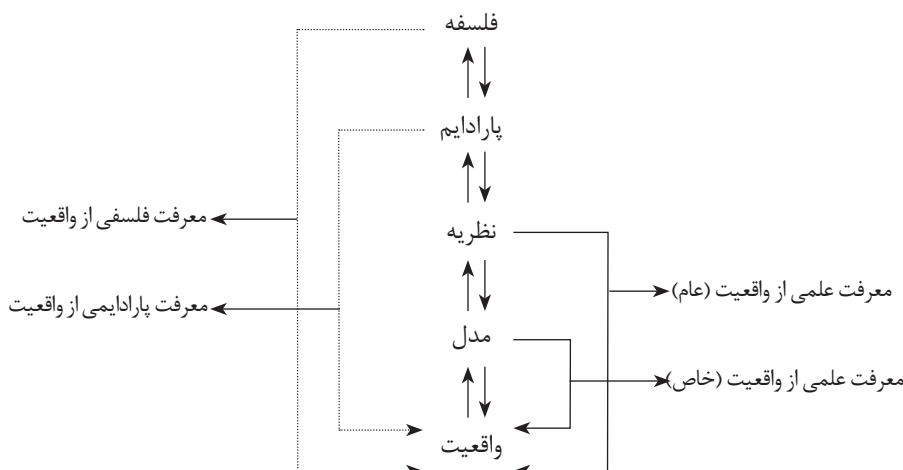 فلسفه
پارادایم
معرفت فلسفی از واقعیت
نظریه
معرفت علمی از واقعیت (عام)
معرفت پارادایمی از واقعیت
مدل
معرفت علمی از واقعیت (خاص)
واقعیت